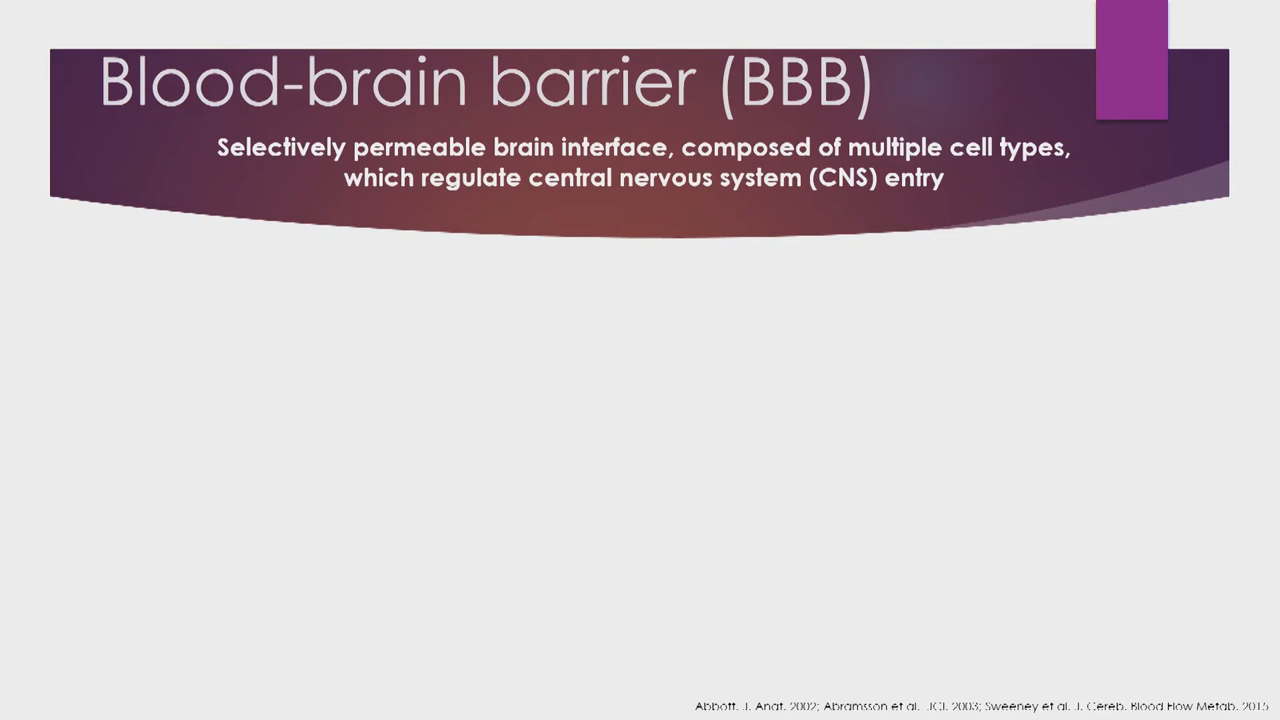 Blood-brain barrier (BBB)
Selectively permeable brain interface, composed of multiple cell types,
which regulate central nervous system (CNS) entry
Abbott. J. Anat. 2002; Abramsson et al. JCI. 2003; Sweeney et al. J. Cereb. Blood Flow Metab. 2015